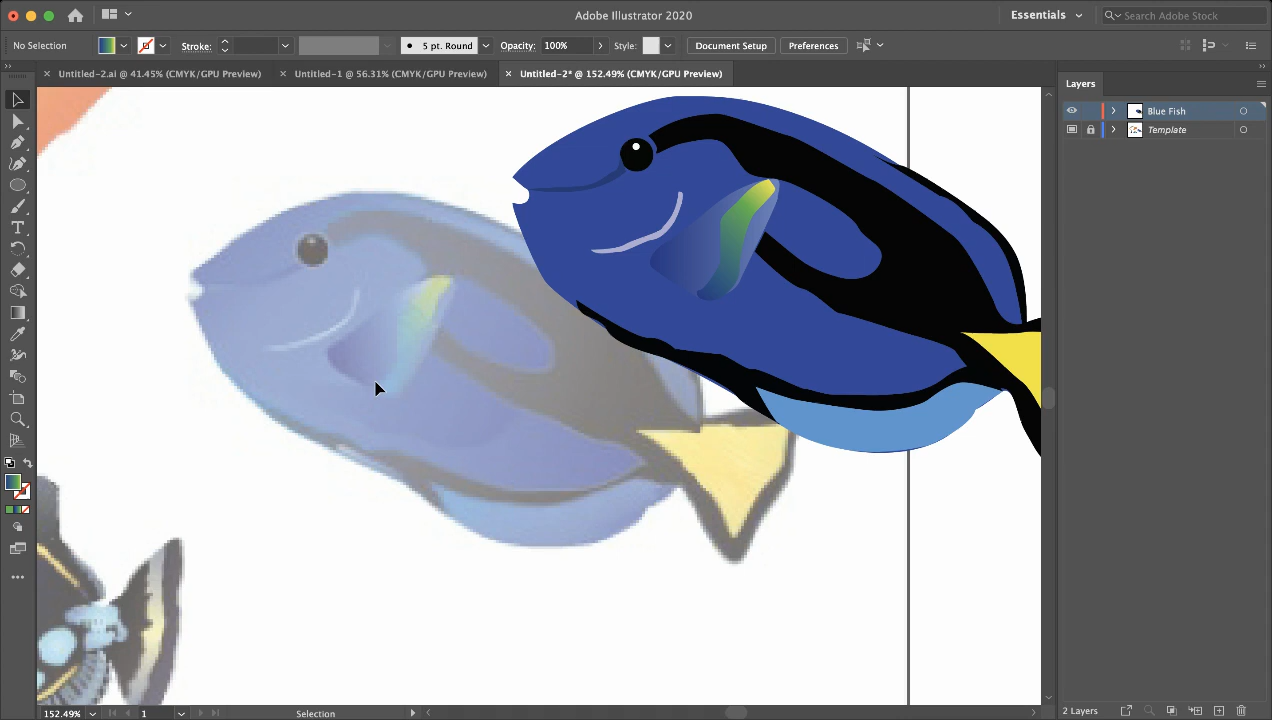 Adobe Illustrator 2020
Essentials
Search Adobe Stock
No Selection
Stroke:
5 pt. Round
Opacity:
100%
Style:
Document Setup
Preferences
Untitled-2.ai @ 41.45% (CMYK/GPU Preview)
Untitled-1 @ 56.31% (CMYK/GPU Preview)
Untitled-2* @ 152.49% (CMYK/GPU Preview)
Layers
Blue Fish
Template
152.49%
1
Selection
2 Layers